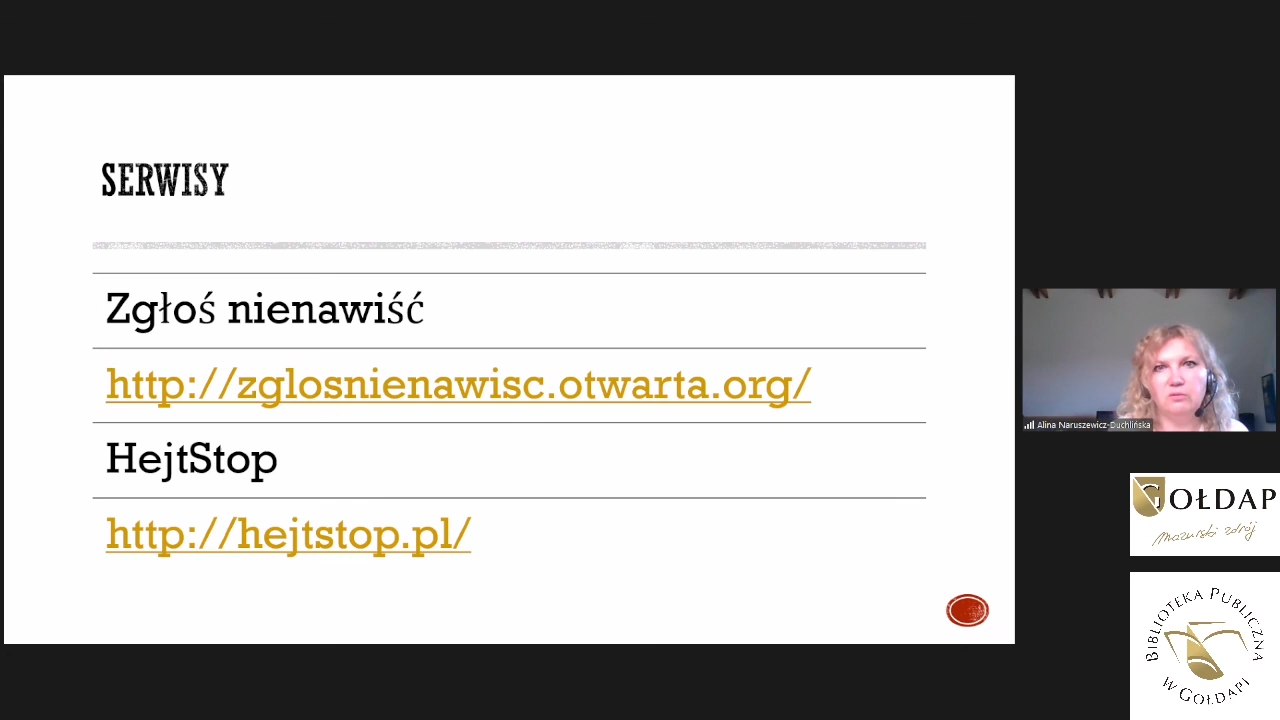 SERWISY
Zgłoś nienawiść
http://zglosnienawisc.otwarta.org/
HejtStop
http://hejtstop.pl/
Alina Naruszewicz-Duchlińska
GOŁDAP
mazurski zdrój
BIBLIOTEKA PUBLICZNA
W GOŁDAPI